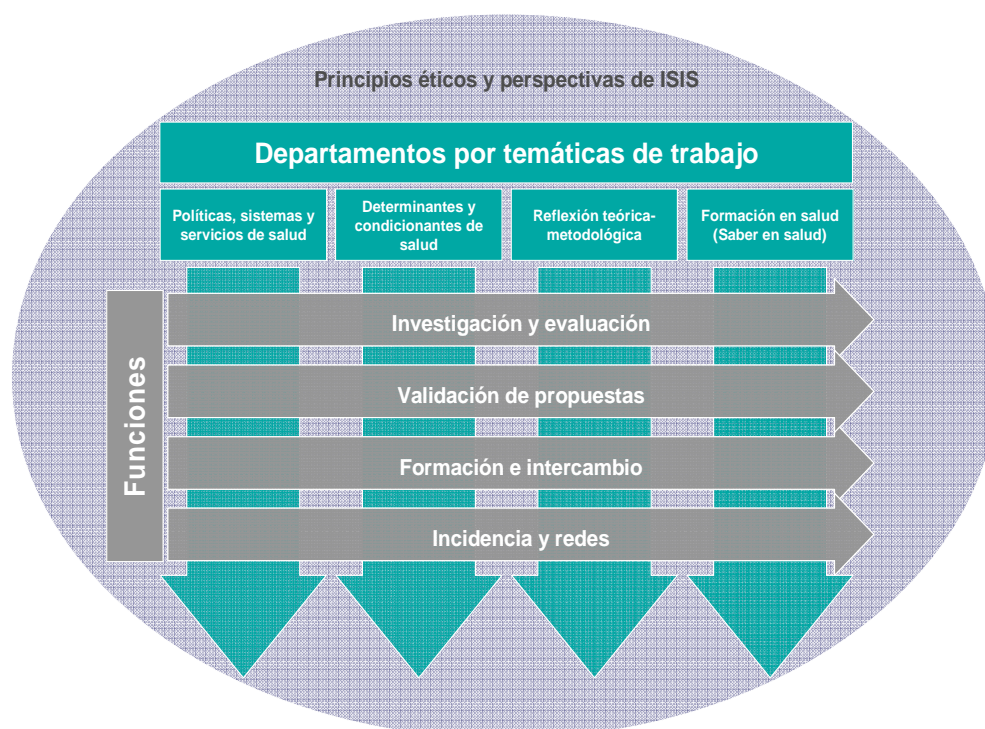 Principios éticos y perspectivas de ISIS
Departamentos por temáticas de trabajo
Políticas, sistemas y
servicios de salud
Determinantes y
condicionantes de
salud
Reflexión teórica-
metodológica
Formación en salud
(Saber en salud)
Funciones
Investigación y evaluación
Validación de propuestas
Formación e intercambio
Incidencia y redes